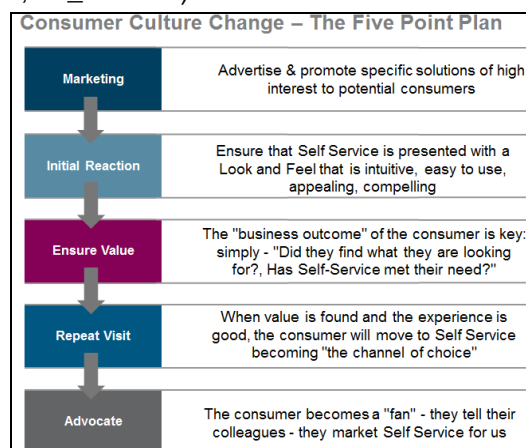 Consumer Culture Change – The Five Point Plan
Marketing
Advertise & promote specific solutions of high
interest to potential consumers
Initial Reaction
Ensure that Self Service is presented with a
Look and Feel that is intuitive, easy to use,
appealing, compelling
Ensure Value
The "business outcome" of the consumer is key:
simply - "Did they find what they are looking
for?, Has Self-Service met their need?"
Repeat Visit
When value is found and the experience is
good, the consumer will move to Self Service
becoming "the channel of choice"
Advocate
The consumer becomes a "fan" - they tell their
colleagues - they market Self Service for us